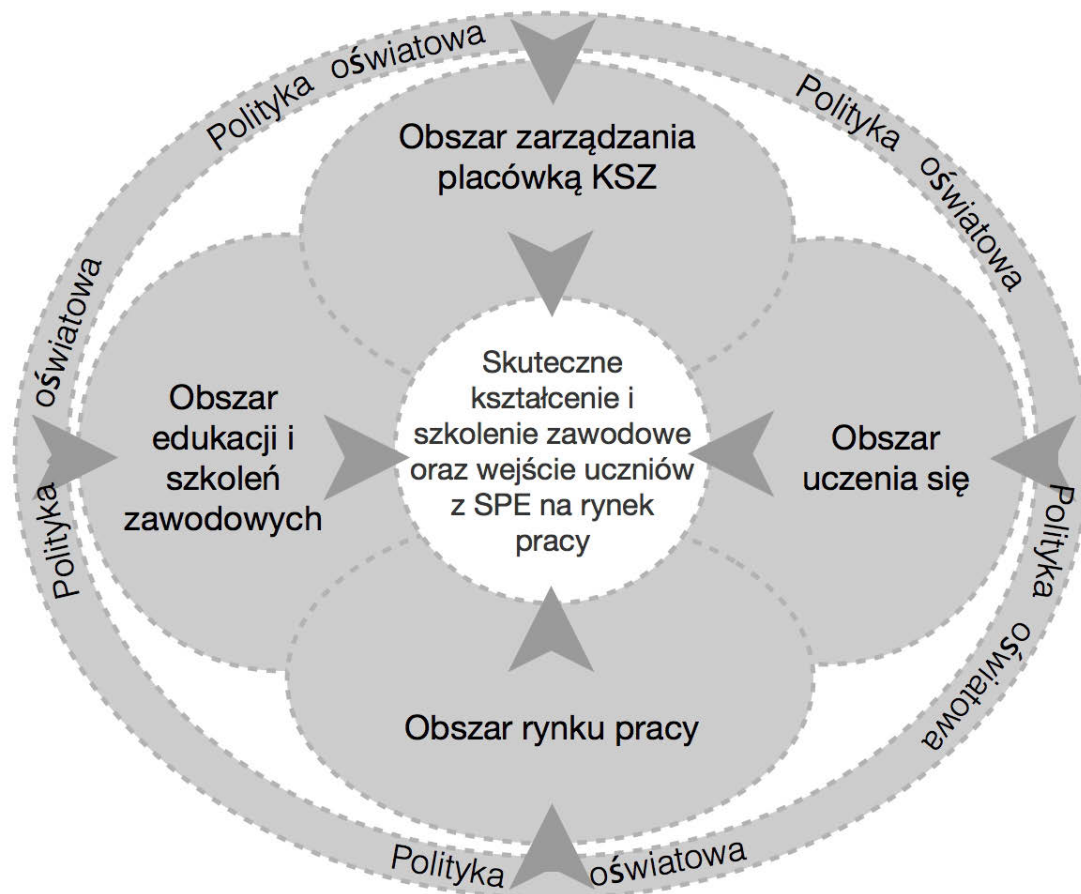 Polityka oświatowa
Polityka oświatowa
Obszar zarządzania
placówką KSZ
Polityka oświatowa
Obszar
edukacji i
szkoleń
zawodowych
Skuteczne
kształcenie i
szkolenie zawodowe
oraz wejście uczniów
z SPE na rynek
pracy
Obszar
uczenia się
Polityka oświatowa
Obszar rynku pracy
Polityka oświatowa